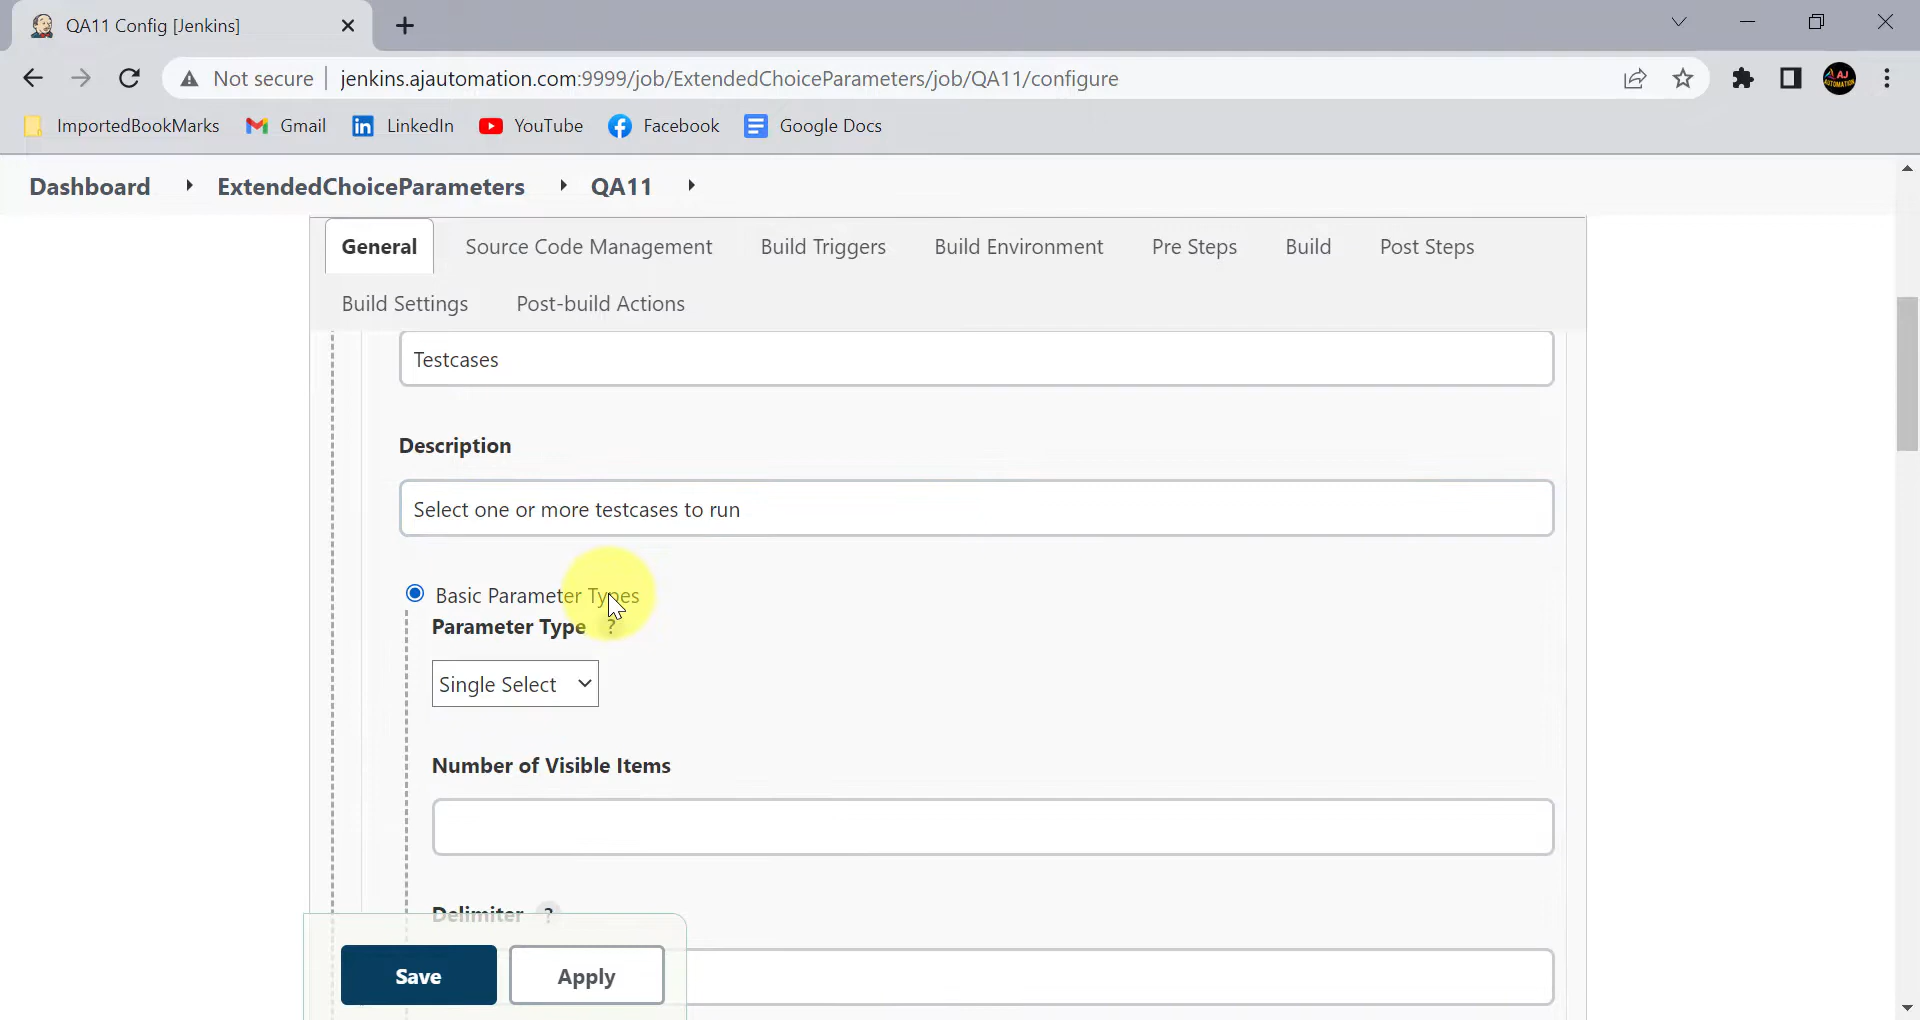 QA11 Config [Jenkins]
Not secure jenkins.ajautomation.com:9999/job/ExtendedChoiceParameters/job/QA11/configure
ImportedBookMarks Gmail LinkedIn YouTube Facebook Google Docs
Dashboard ExtendedChoiceParameters QA11
General Source Code Management Build Triggers Build Environment Pre Steps Build Post Steps
Build Settings Post-build Actions
Testcases
Description
Select one or more testcases to run
Basic Parameter Types
Parameter Type ?
Single Select
Number of Visible Items
Delimiter ?
Save Apply